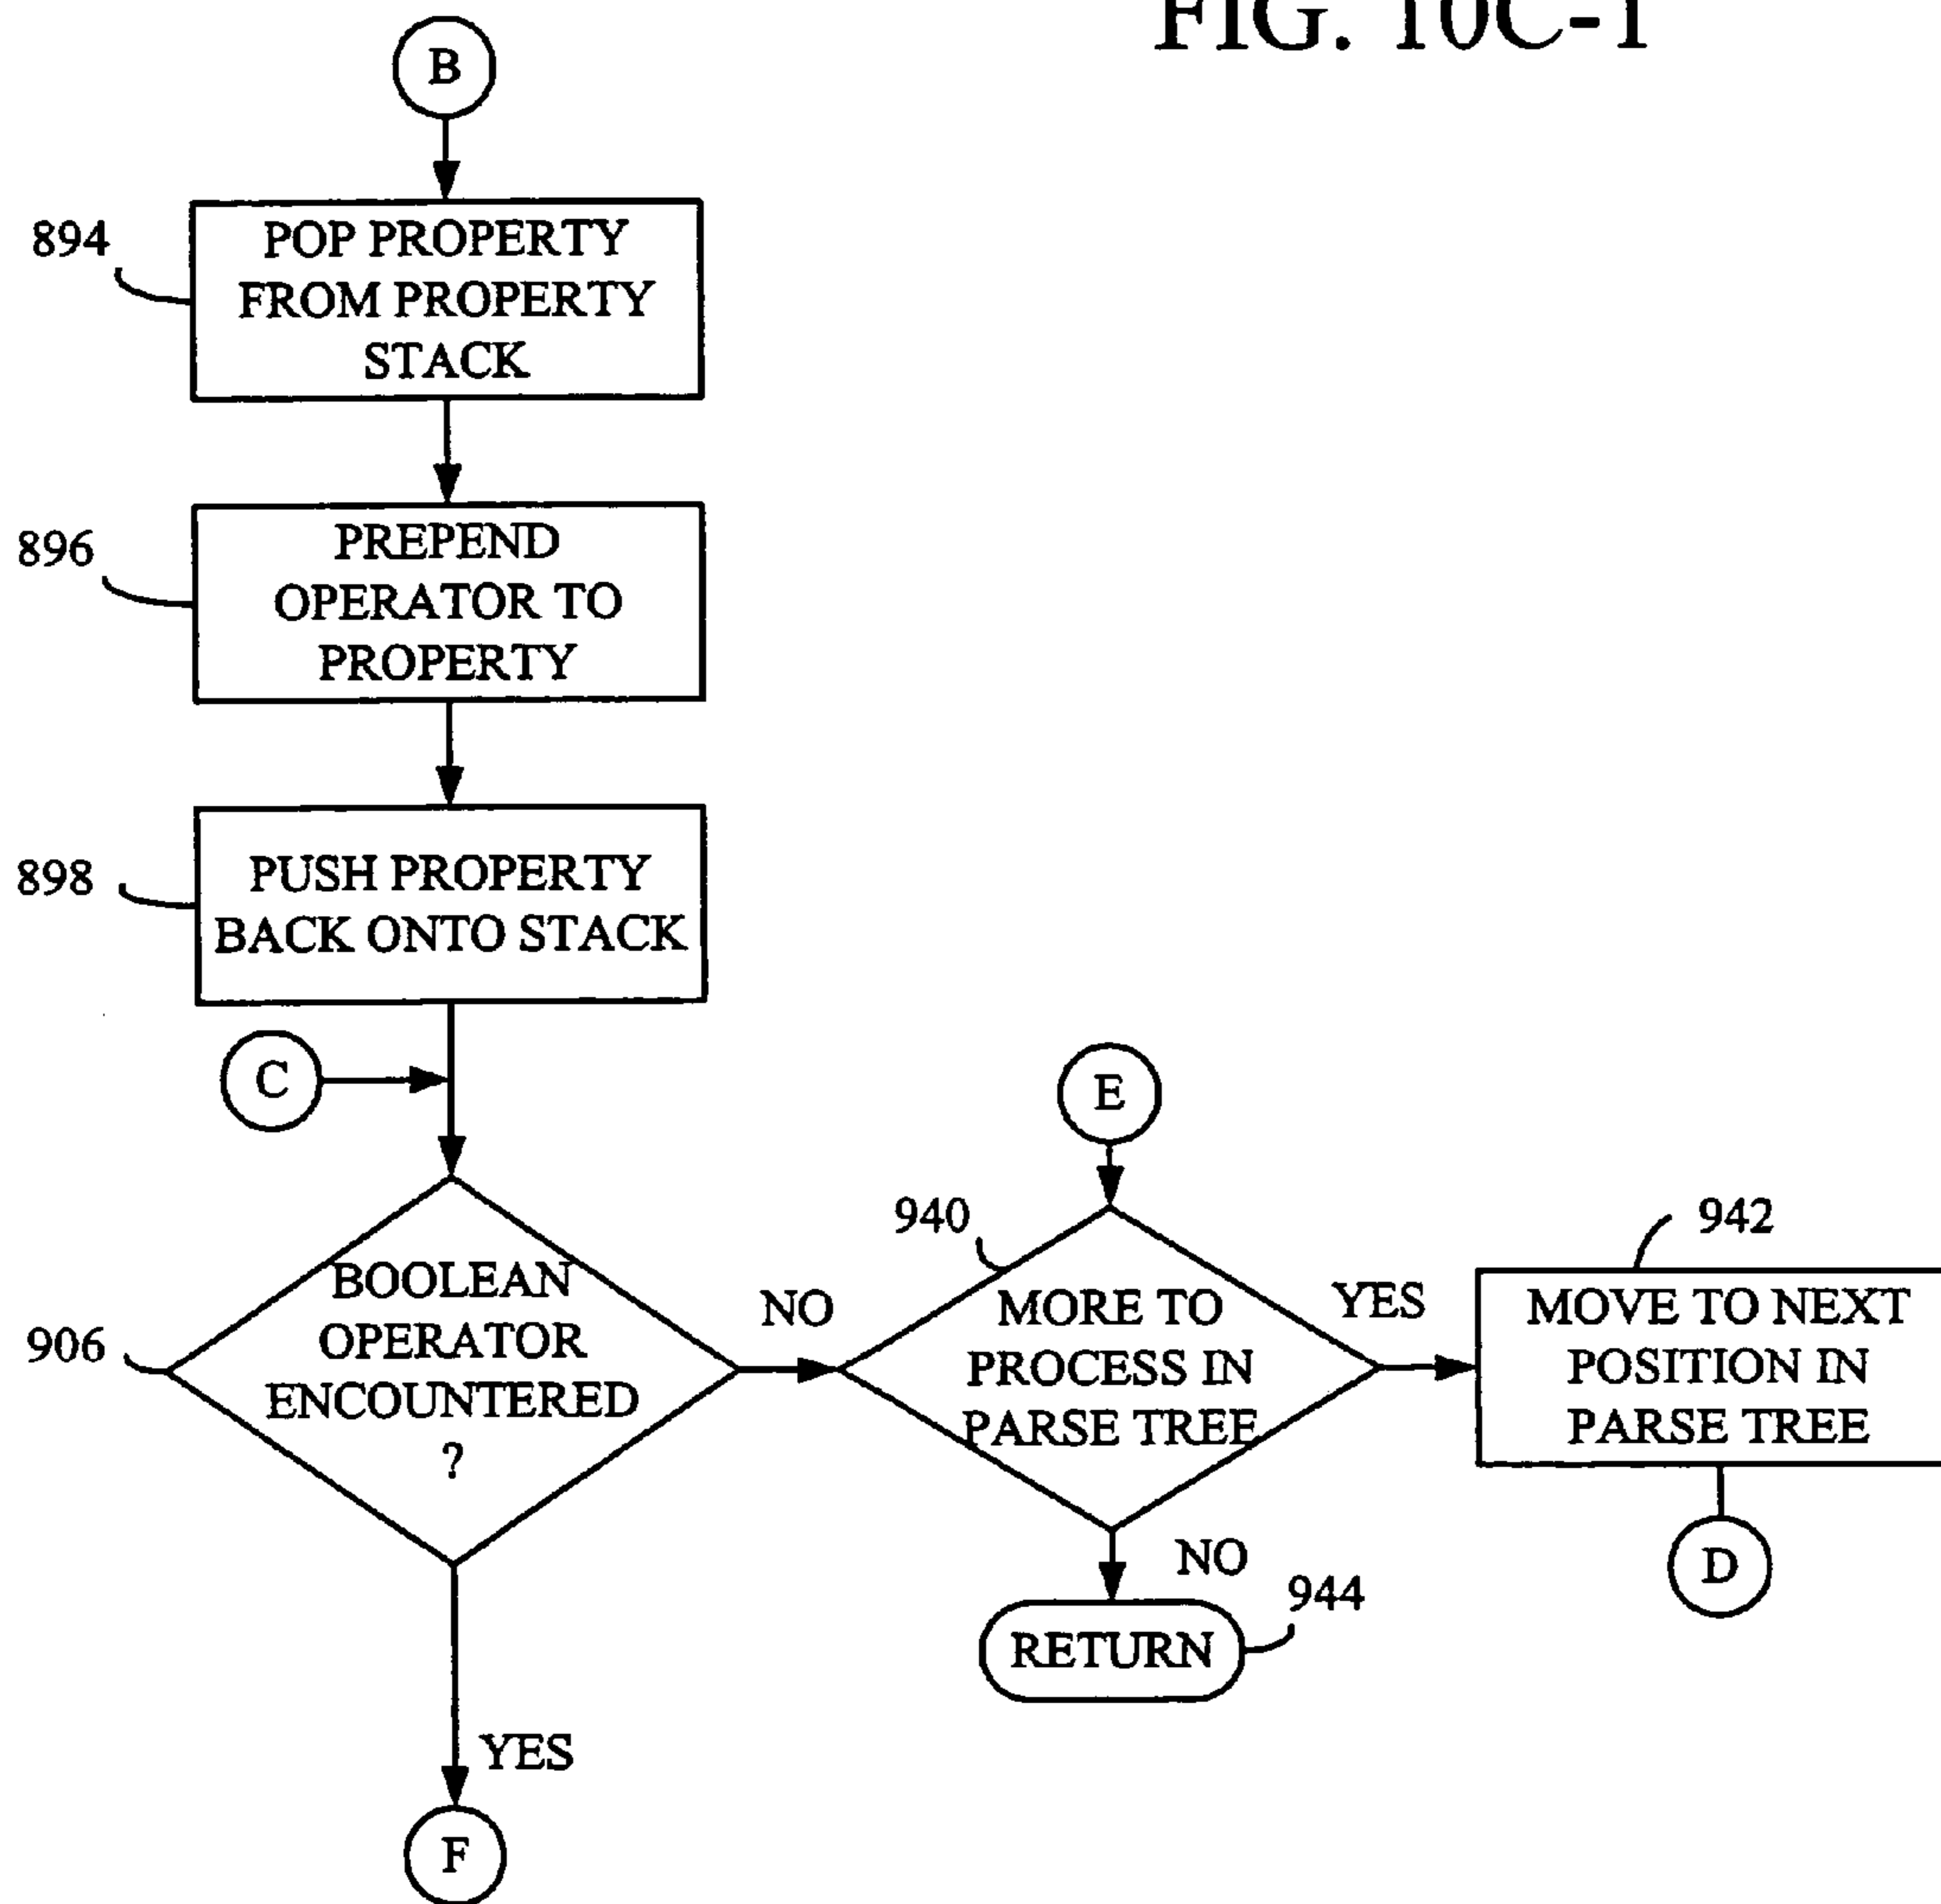 FIG. 10C-1
B
894
POP PROPERTY
FROM PROPERTY
STACK
896
PREPEND
OPERATOR TO
PROPERTY
898
PUSH PROPERTY
BACK ONTO STACK
C
E
906
BOOLEAN
OPERATOR
ENCOUNTERED
?
NO
940
MORE TO
PROCESS IN
PARSE TREE
YES
942
MOVE TO NEXT
POSITION IN
PARSE TREE
D
NO
944
RETURN
YES
F